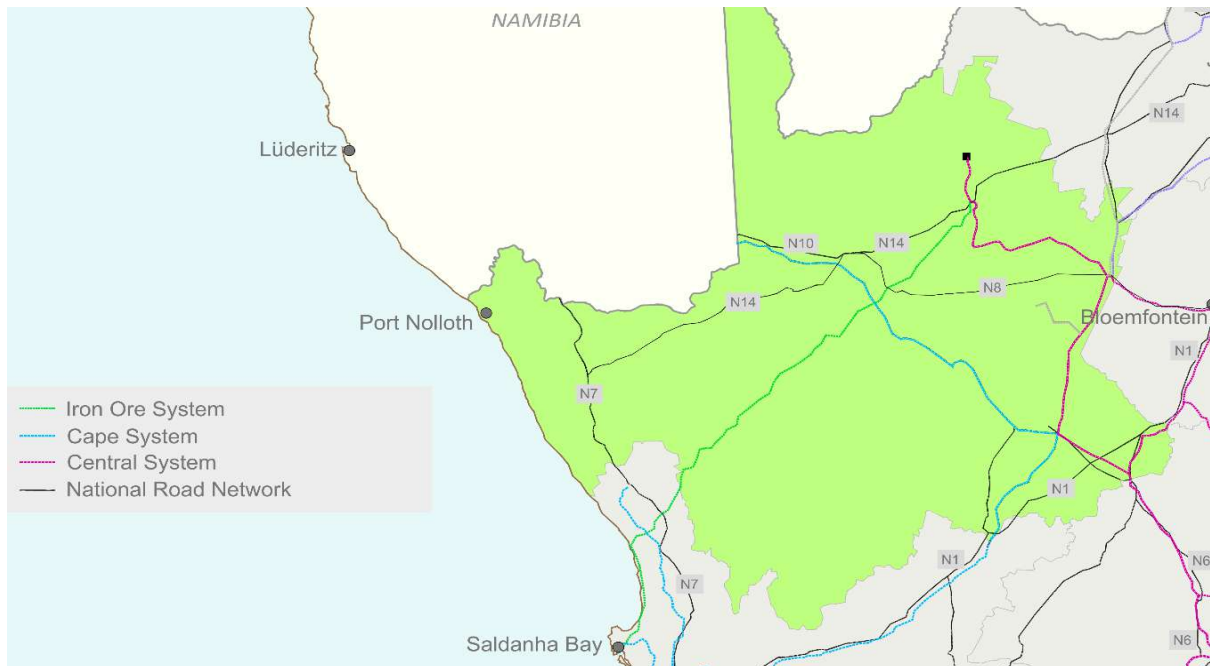 NAMIBIA
N14
Lüderitz
N10
N14
N8
N14
Port Nolloth
Bloemfontein
N1
N7
Iron Ore System
Cape System
Central System
National Road Network
N1
N1
N6
N7
Saldanha Bay
N6